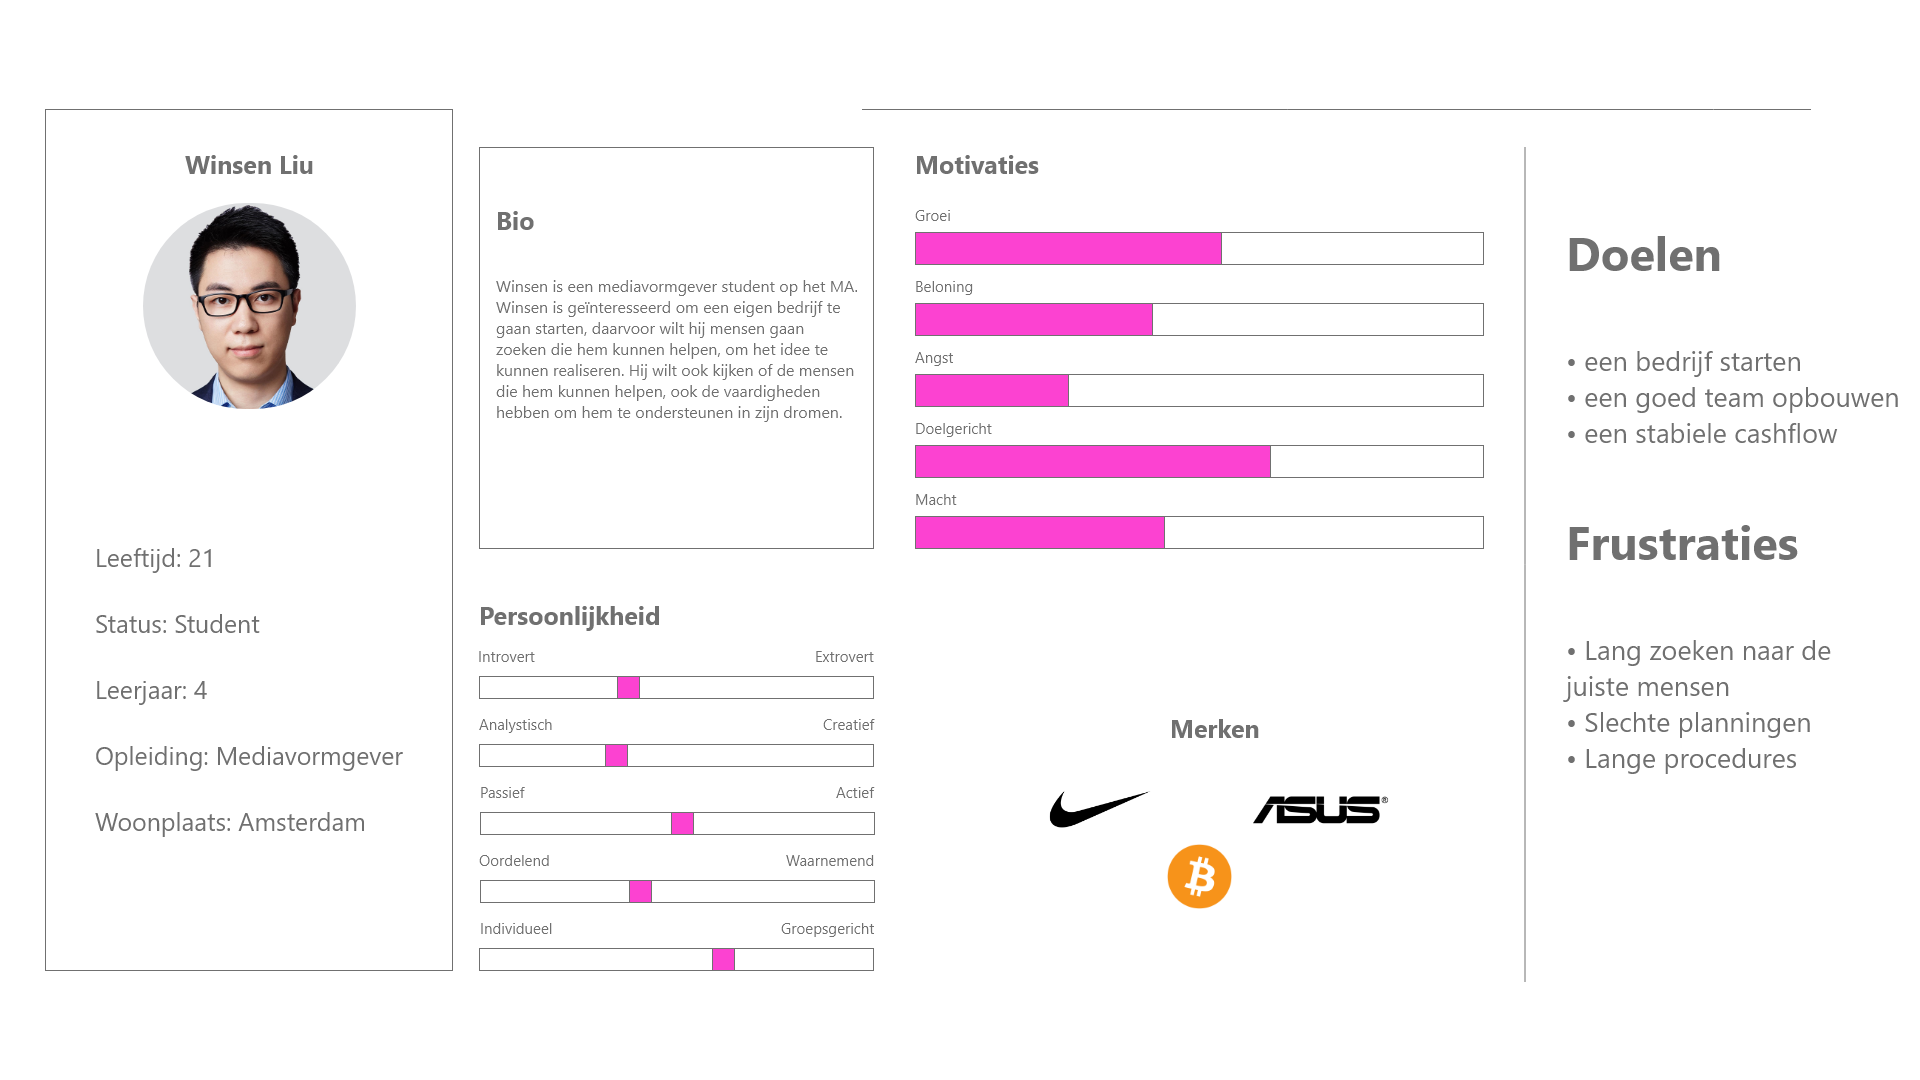 Winsen Liu
Leeftijd: 21
Status: Student
Leerjaar: 4
Opleiding: Mediavormgever
Woonplaats: Amsterdam
Bio
Winsen is een mediavormgever student op het MA.
Winsen is geïnteresseerd om een eigen bedrijf te
gaan starten, daarvoor wilt hij mensen gaan
zoeken die hem kunnen helpen, om het idee te
kunnen realiseren. Hij wilt ook kijken of de mensen
die hem kunnen helpen, ook de vaardigheden
hebben om hem te ondersteunen in zijn dromen.
Persoonlijkheid
Introvert Extrovert
Analystisch Creatief
Passief Actief
Oordelend Waarnemend
Individueel Groepsgericht
Motivaties
Groei
Beloning
Angst
Doelgericht
Macht
Merken
ASUS®
Doelen
• een bedrijf starten
• een goed team opbouwen
• een stabiele cashflow
Frustraties
• Lang zoeken naar de
juiste mensen
• Slechte planningen
• Lange procedures